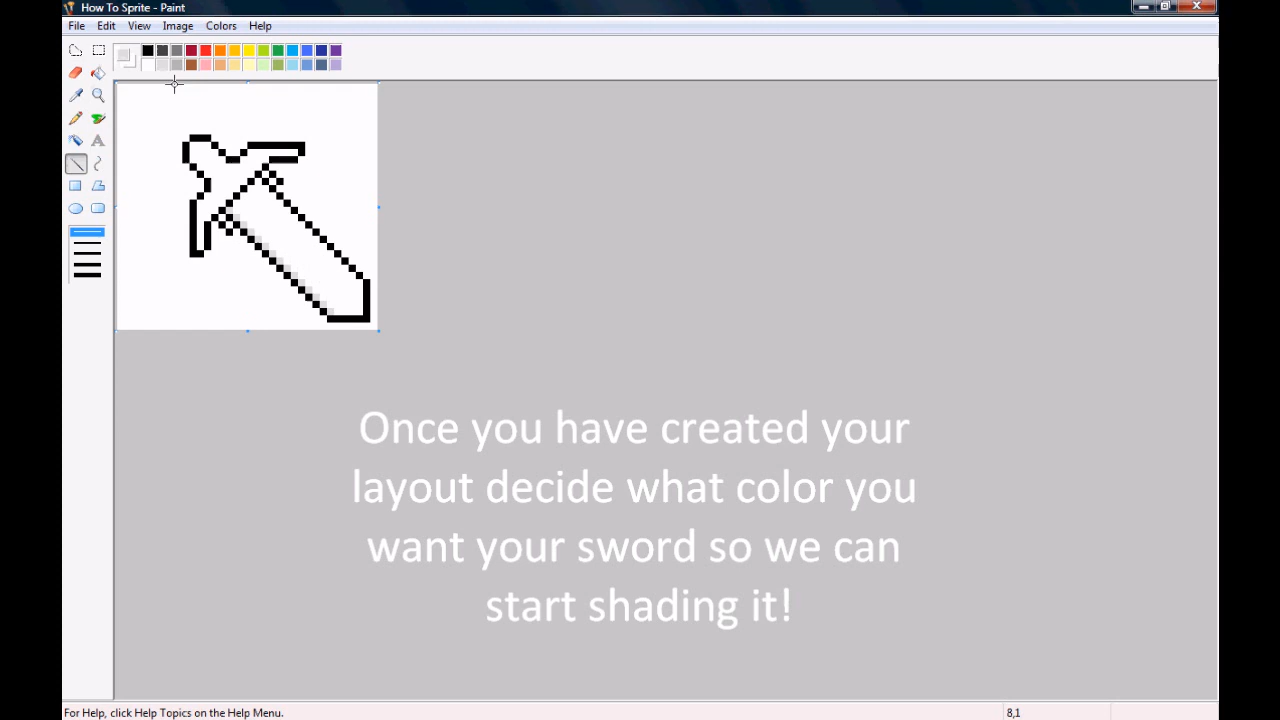 How To Sprite - Paint
File Edit View Image Colors Help
A
Once you have created your
layout decide what color you
want your sword so we can
start shading it!
For Help, click Help Topics on the Help Menu.
8,1